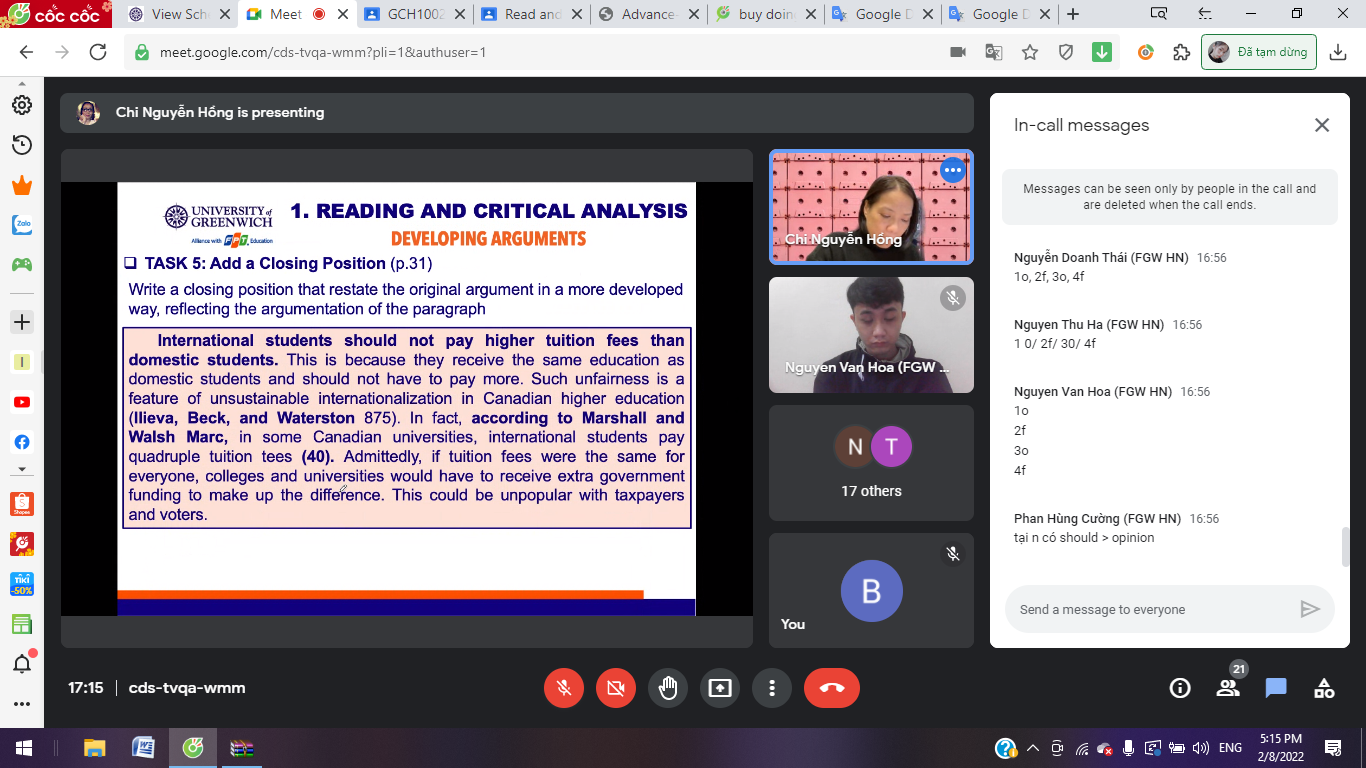 cốc cốc
View Sch
Meet
GCH1002
Read and
Advance-
buy doin
Google D
Google D
meet.google.com/cds-tvqa-wmm?pli=1&authuser=1
Đã tạm dừng
Chi Nguyễn Hồng is presenting
UNIVERSITY of
GREENWICH
Alliance with FPT Education
1. READING AND CRITICAL ANALYSIS
DEVELOPING ARGUMENTS
TASK 5: Add a Closing Position (p.31)
Write a closing position that restate the original argument in a more developed
way, reflecting the argumentation of the paragraph
International students should not pay higher tuition fees than
domestic students. This is because they receive the same education as
domestic students and should not have to pay more. Such unfairness is a
feature of unsustainable internationalization in Canadian higher education
(Ilieva, Beck, and Waterston 875). In fact, according to Marshall and
Walsh Marc, in some Canadian universities, international students pay
quadruple tuition tees (40). Admittedly, if tuition fees were the same for
everyone, colleges and universities would have to receive extra government
funding to make up the difference. This could be unpopular with taxpayers
and voters.
Chi Nguyễn Hồng
Nguyen Van Hoa (FGW ...
N T
17 others
B
You
In-call messages
Messages can be seen only by people in the call and
are deleted when the call ends.
Nguyễn Doanh Thái (FGW HN) 16:56
1o, 2f, 3o, 4f
Nguyen Thu Ha (FGW HN) 16:56
1 0/ 2f/ 30/ 4f
Nguyen Van Hoa (FGW HN) 16:56
1o
2f
3o
4f
Phan Hùng Cường (FGW HN) 16:56
tại n có should > opinion
Send a message to everyone
17:15 | cds-tvqa-wmm
21
Zalo
I
Shopee
TIKI
-50%
ENG
5:15 PM
2/8/2022